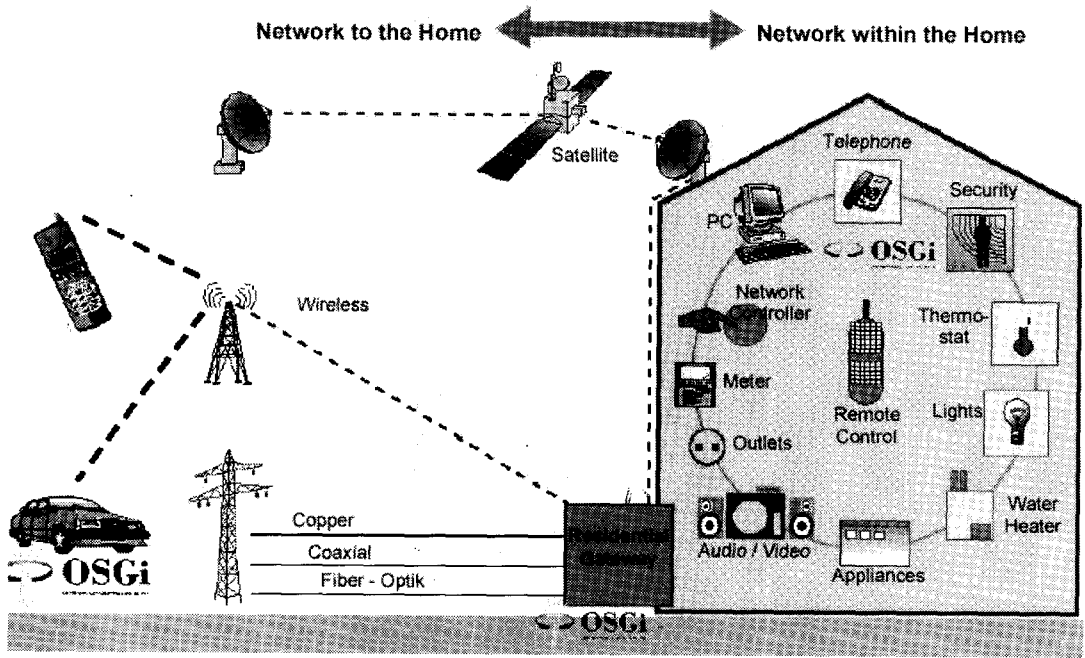 Network to the Home
Network within the Home
Satellite
Telephone
Security
PC
OSGi
Wireless
Network
Controller
Thermo-
stat
Meter
Remote
Control
Lights
Outlets
Copper
Coaxial
Fiber - Optik
Residential
Gateway
Audio / Video
Appliances
Water
Heater
OSGi
OSGi